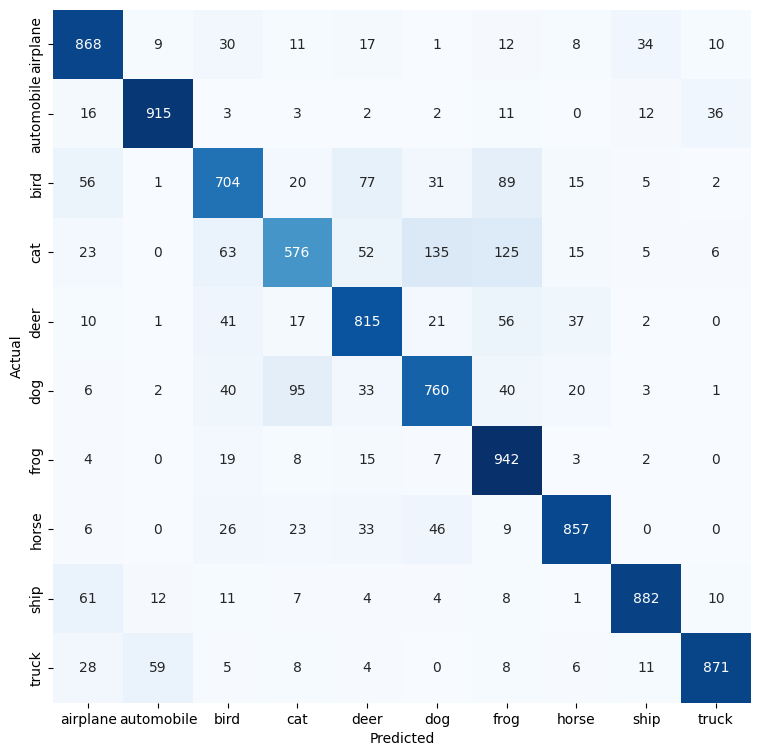 airplane 868 9 30 11 17 1 12 8 34 10
automobile 16 915 3 3 2 2 11 0 12 36
bird 56 1 704 20 77 31 89 15 5 2
cat 23 0 63 576 52 135 125 15 5 6
deer 10 1 41 17 815 21 56 37 2 0
Actual
dog 6 2 40 95 33 760 40 20 3 1
frog 4 0 19 8 15 7 942 3 2 0
horse 6 0 26 23 33 46 9 857 0 0
ship 61 12 11 7 4 4 8 1 882 10
truck 28 59 5 8 4 0 8 6 11 871
airplane automobile bird cat deer dog frog horse ship truck
Predicted